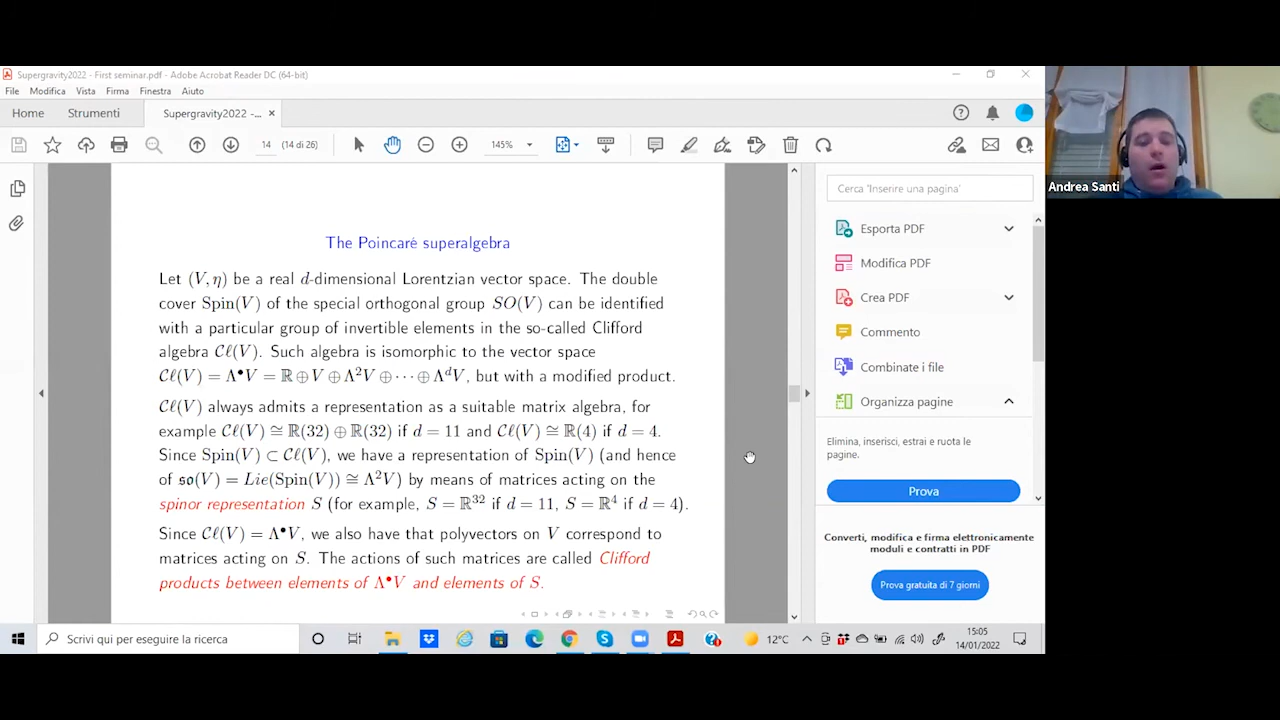 Supergravity2022 - First seminar.pdf - Adobe Acrobat Reader DC (64-bit)
File Modifica Vista Firma Finestra Aiuto
Home Strumenti Supergravity2022 -... ×
14 (14 di 26) 145%
Andrea Santi
The Poincaré superalgebra
Let (V, η) be a real d-dimensional Lorentzian vector space. The double
cover Spin(V) of the special orthogonal group SO(V) can be identified
with a particular group of invertible elements in the so-called Clifford
algebra Cℓ(V). Such algebra is isomorphic to the vector space
Cℓ(V) = Λ•V = ℝ ⊕ V ⊕ Λ²V ⊕ ⋯ ⊕ ΛᵈV, but with a modified product.
Cℓ(V) always admits a representation as a suitable matrix algebra, for
example Cℓ(V) ≅ ℝ(32) ⊕ ℝ(32) if d = 11 and Cℓ(V) ≅ ℝ(4) if d = 4.
Since Spin(V) ⊂ Cℓ(V), we have a representation of Spin(V) (and hence
of 𝔰𝔬(V) = Lie(Spin(V)) ≅ Λ²V) by means of matrices acting on the
spinor representation S (for example, S = ℝ³² if d = 11, S = ℝ⁴ if d = 4).
Since Cℓ(V) = Λ•V, we also have that polyvectors on V correspond to
matrices acting on S. The actions of such matrices are called Clifford
products between elements of Λ•V and elements of S.
Cerca "Inserire una pagina"
Esporta PDF
Modifica PDF
Crea PDF
Commento
Combinate i file
Organizza pagine
Elimina, inserisci, estrai e ruota le
pagine.
Prova
Converti, modifica e firma elettronicamente
moduli e contratti in PDF
Prova gratuita di 7 giorni
Scrivi qui per eseguire la ricerca
12°C
15:05
14/01/2022